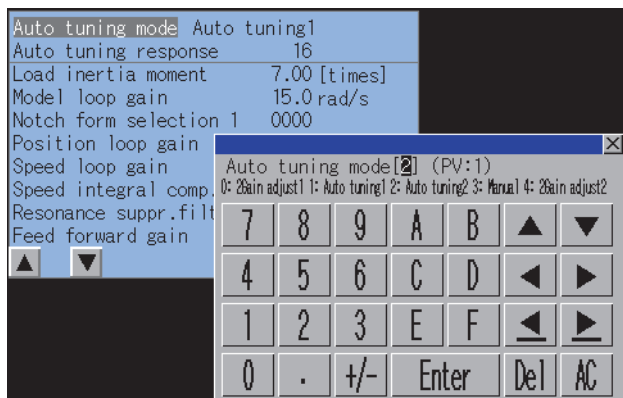 Auto tuning mode Auto tuning1
Auto tuning response 16
Load inertia moment 7.00 [times]
Model loop gain 15.0 rad/s
Notch form selection 1 0000
Position loop gain
Speed loop gain
Speed integral comp.
Resonance suppr.filt
Feed forward gain
▲ ▼
X
Auto tuning mode[2] (PV:1)
0: 2Gain adjust1 1: Auto tuning1 2: Auto tuning2 3: Manual 4: 2Gain adjust2
7 8 9 A B ▲ ▼
4 5 6 C D ◀ ▶
1 2 3 E F ◀ ▶
0 . +/- Enter Del AC